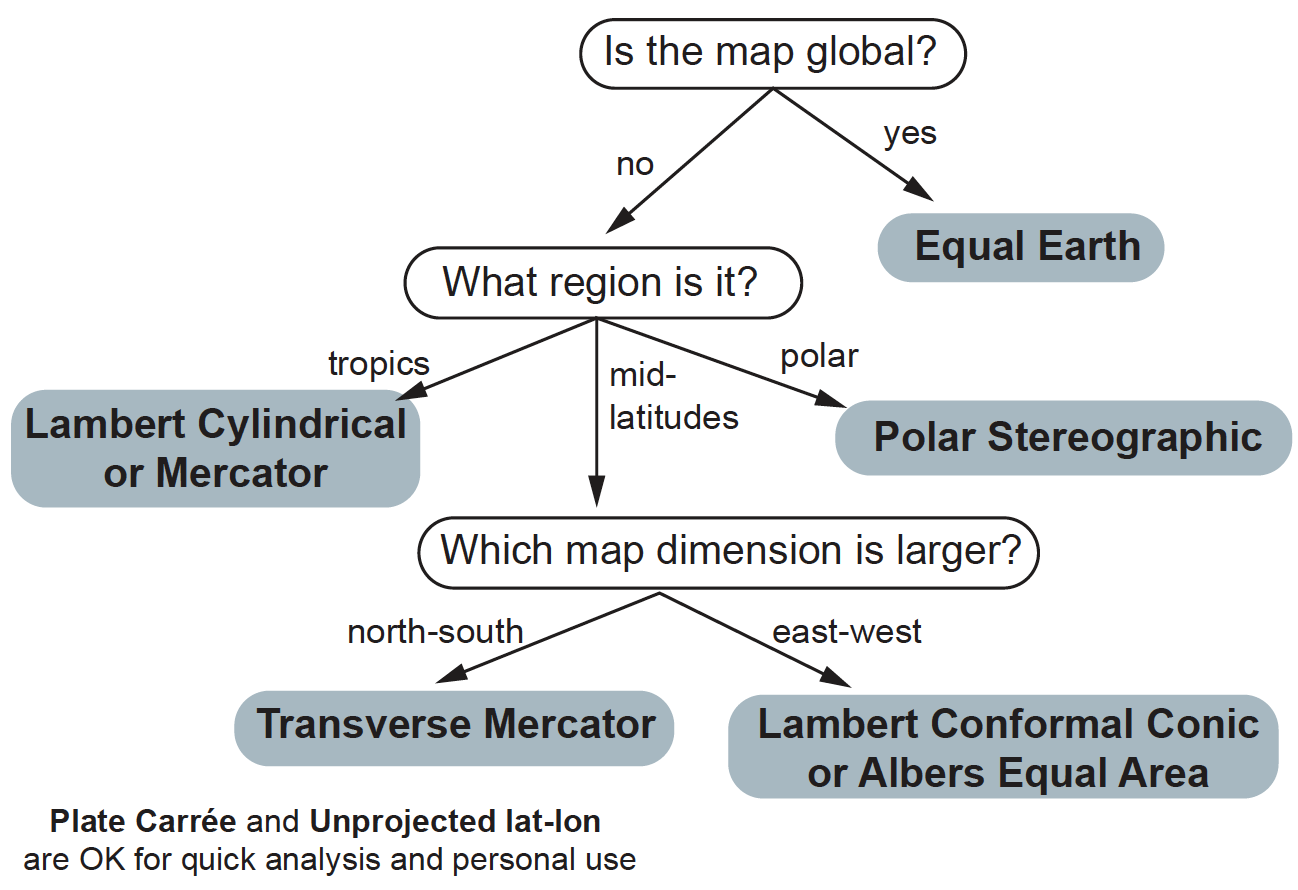 Is the map global?
yes
no
Equal Earth
What region is it?
tropics
mid-
latitudes
polar
Lambert Cylindrical
or Mercator
Polar Stereographic
Which map dimension is larger?
north-south
east-west
Transverse Mercator
Lambert Conformal Conic
or Albers Equal Area
Plate Carrée and Unprojected lat-lon
are OK for quick analysis and personal use